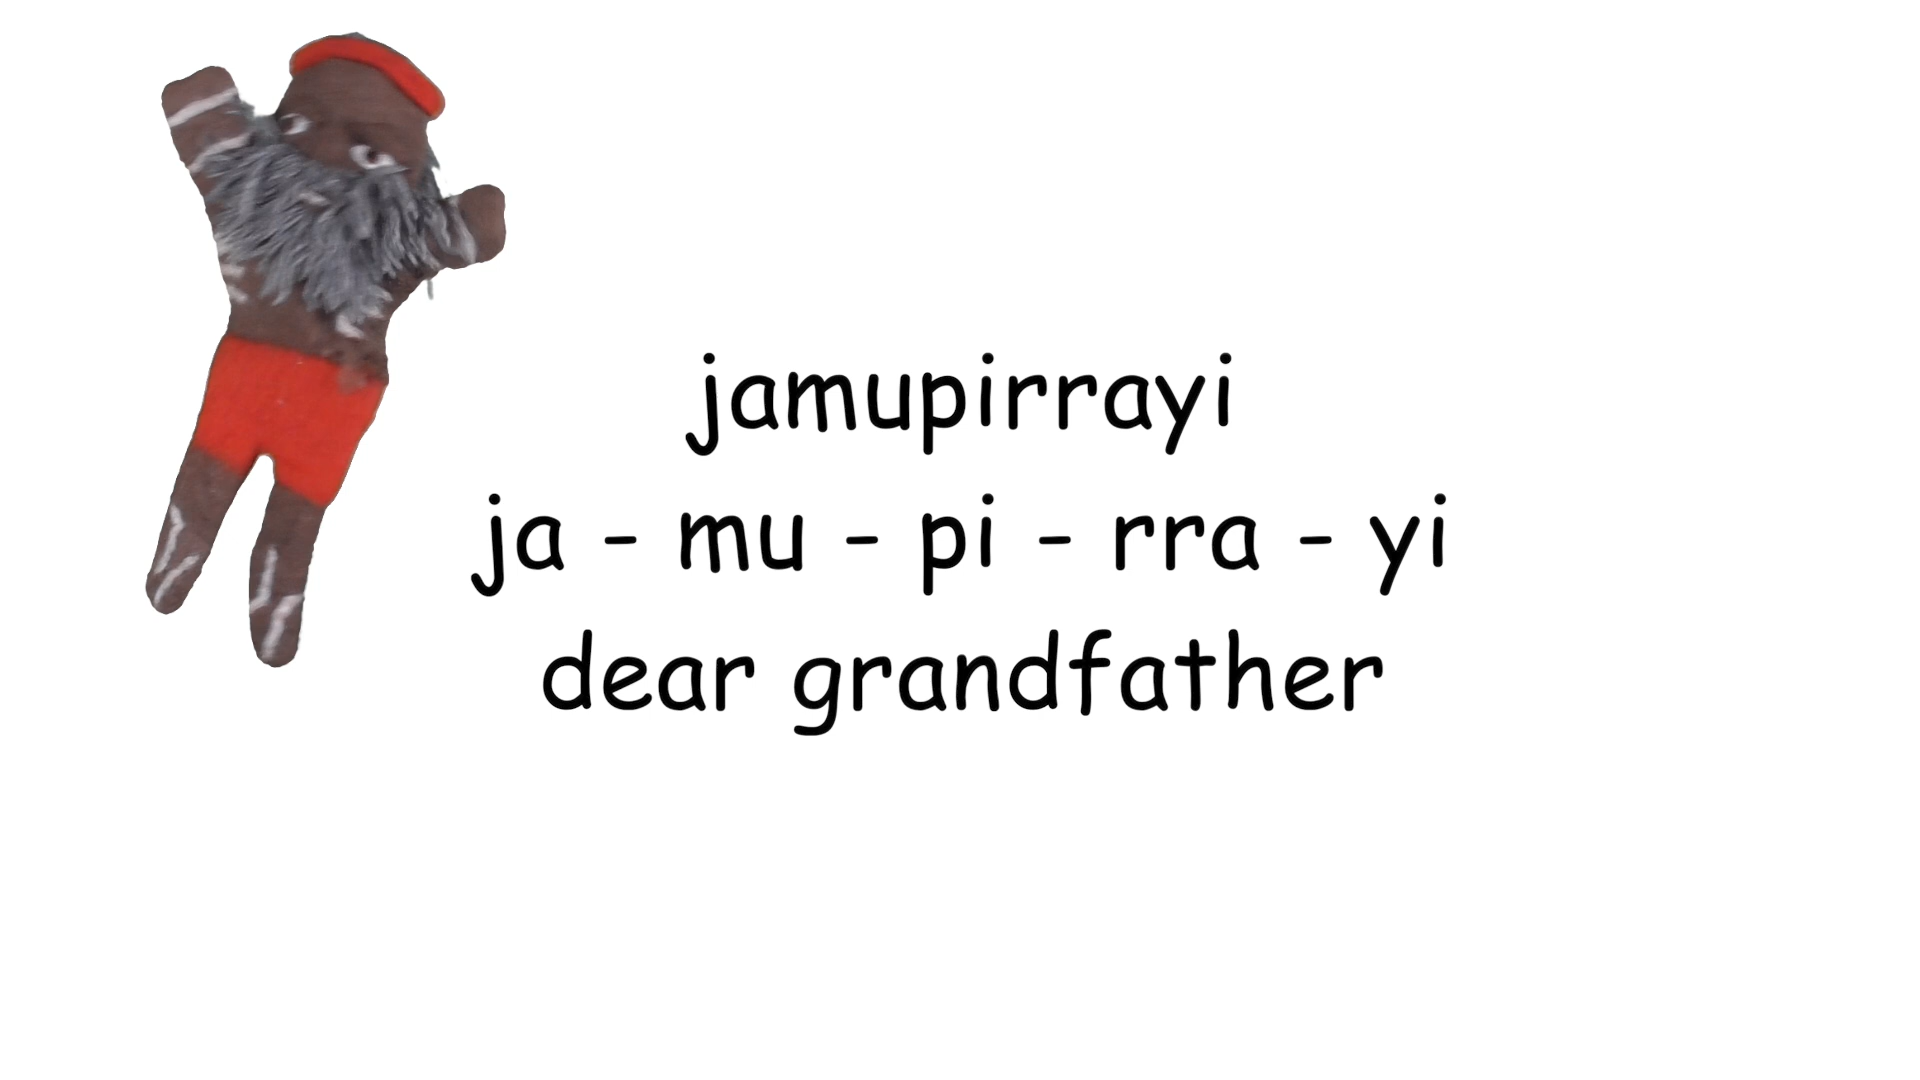 jamupirrayi
ja - mu - pi - rra - yi
dear grandfather